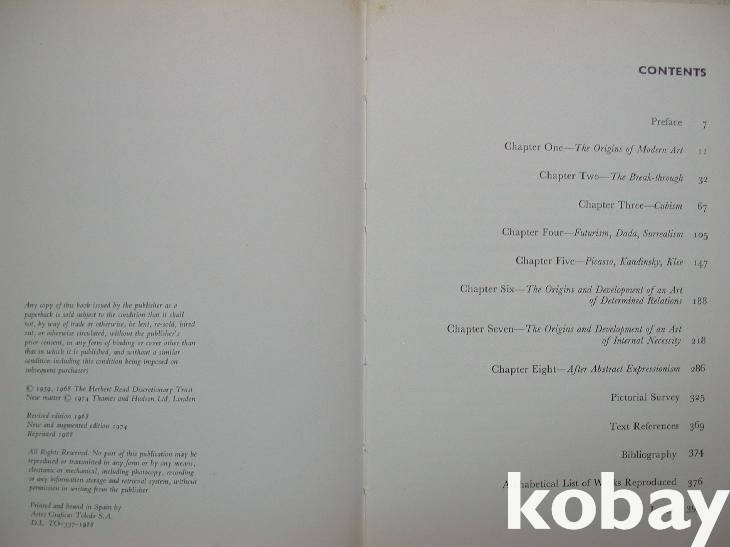 Any copy of this book issued by the publisher as a
paperback is sold subject to the condition that it shall
not, by way of trade or otherwise, be lent, re-sold, hired
out, or otherwise circulated, without the publisher's
prior consent, in any form of binding or cover other than
that in which it is published, and without a similar
condition including this condition being imposed on
subsequent purchasers
© 1959, 1968 The Herbert Read Discretionary Trust
New matter © 1974 Thames and Hudson Ltd, London
Revised edition 1968
New and augmented edition 1974
Reprinted 1988
All Rights Reserved. No part of this publication may be
reproduced or transmitted in any form or by any means,
electronic or mechanical, including photocopy, recording
or any information storage and retrieval system, without
permission in writing from the publisher
Printed and bound in Spain by
Artes Graficas Toledo S.A.
D.L. TO-337-1988
CONTENTS
Preface 7
Chapter One—The Origins of Modern Art 11
Chapter Two—The Break-through 32
Chapter Three—Cubism 67
Chapter Four—Futurism, Dada, Surrealism 105
Chapter Five—Picasso, Kandinsky, Klee 147
Chapter Six—The Origins and Development of an Art
of Determined Relations 188
Chapter Seven—The Origins and Development of an Art
of Internal Necessity 218
Chapter Eight—After Abstract Expressionism 286
Pictorial Survey 325
Text References 369
Bibliography 374
Alphabetical List of Works Reproduced 376
kobay